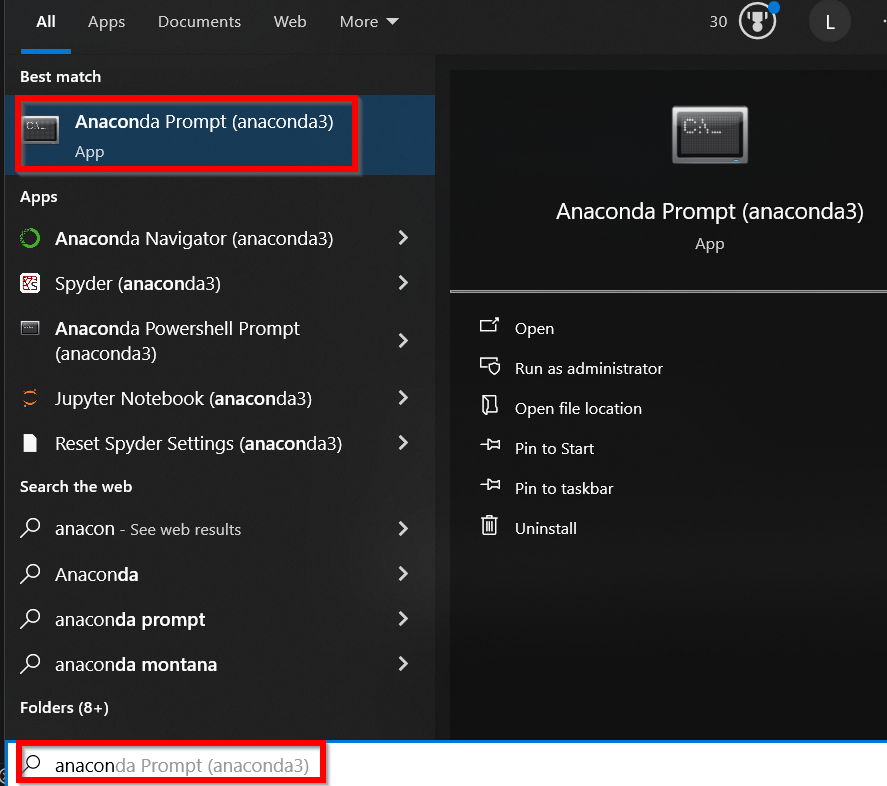 All Apps Documents Web More 30 L
Best match
Anaconda Prompt (anaconda3)
App
Apps
Anaconda Navigator (anaconda3)
Spyder (anaconda3)
Anaconda Powershell Prompt
(anaconda3)
Jupyter Notebook (anaconda3)
Reset Spyder Settings (anaconda3)
Search the web
anacon - See web results
Anaconda
anaconda prompt
anaconda montana
Folders (8+)
anaconda Prompt (anaconda3)
C:\_
Anaconda Prompt (anaconda3)
App
Open
Run as administrator
Open file location
Pin to Start
Pin to taskbar
Uninstall